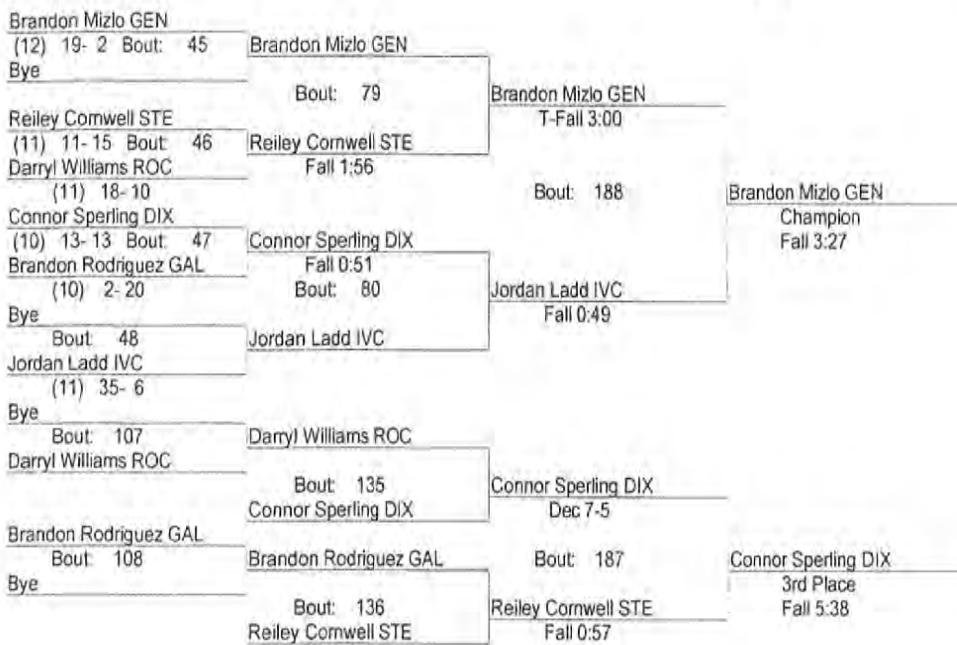 Brandon Mizlo GEN
(12) 19- 2 Bout: 45
Brandon Mizlo GEN
Bye
Bout: 79
Brandon Mizlo GEN
T-Fall 3:00
Reiley Cornwell STE
(11) 11- 15 Bout: 46
Reiley Cornwell STE
Darryl Williams ROC
Fall 1:56
(11) 18- 10
Bout: 188
Brandon Mizlo GEN
Champion
Fall 3:27
Connor Sperling DIX
(10) 13- 13 Bout: 47
Connor Sperling DIX
Brandon Rodriguez GAL
Fall 0:51
(10) 2- 20
Bout: 80
Jordan Ladd IVC
Fall 0:49
Bye
Bout: 48
Jordan Ladd IVC
Jordan Ladd IVC
(11) 35- 6
Bye
Bout: 107
Darryl Williams ROC
Darryl Williams ROC
Bout: 135
Connor Sperling DIX
Connor Sperling DIX
Dec 7-5
Brandon Rodriguez GAL
Bout: 108
Brandon Rodriguez GAL
Bout: 187
Connor Sperling DIX
Bye
3rd Place
Bout: 136
Reiley Cornwell STE
Fall 5:38
Reiley Cornwell STE
Fall 0:57